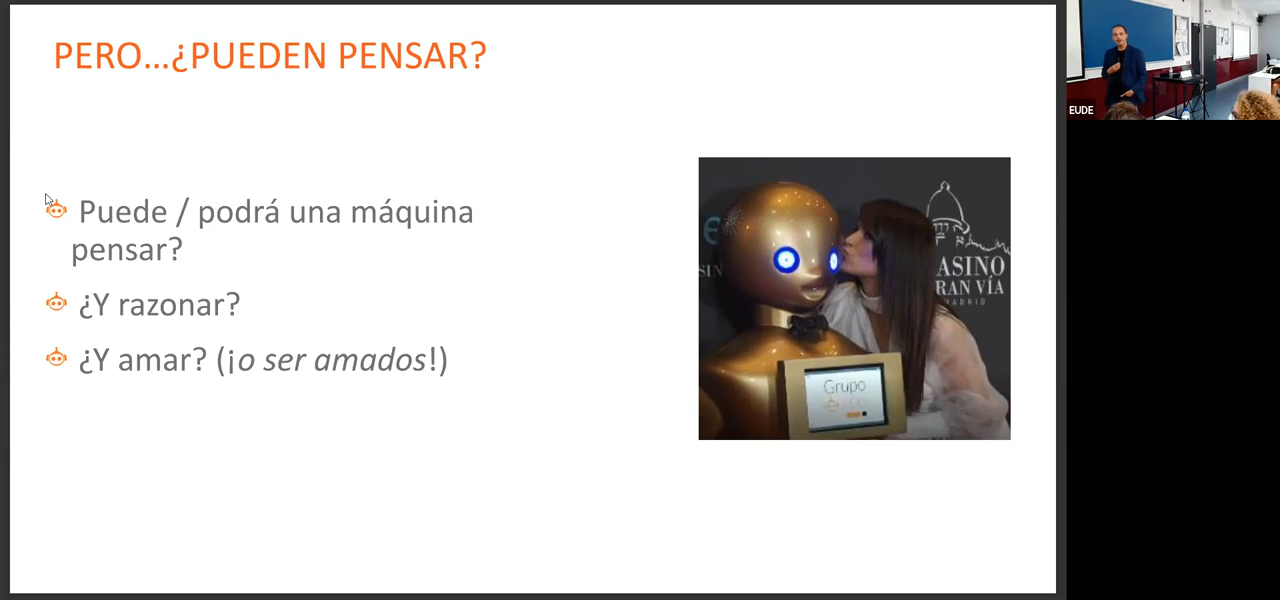 PERO...¿PUEDEN PENSAR?
Puede / podrá una máquina
pensar?
¿Y razonar?
¿Y amar? (¡o ser amados!)
ASINO
RAN VÍA
MADRID
Grupo
EUDE